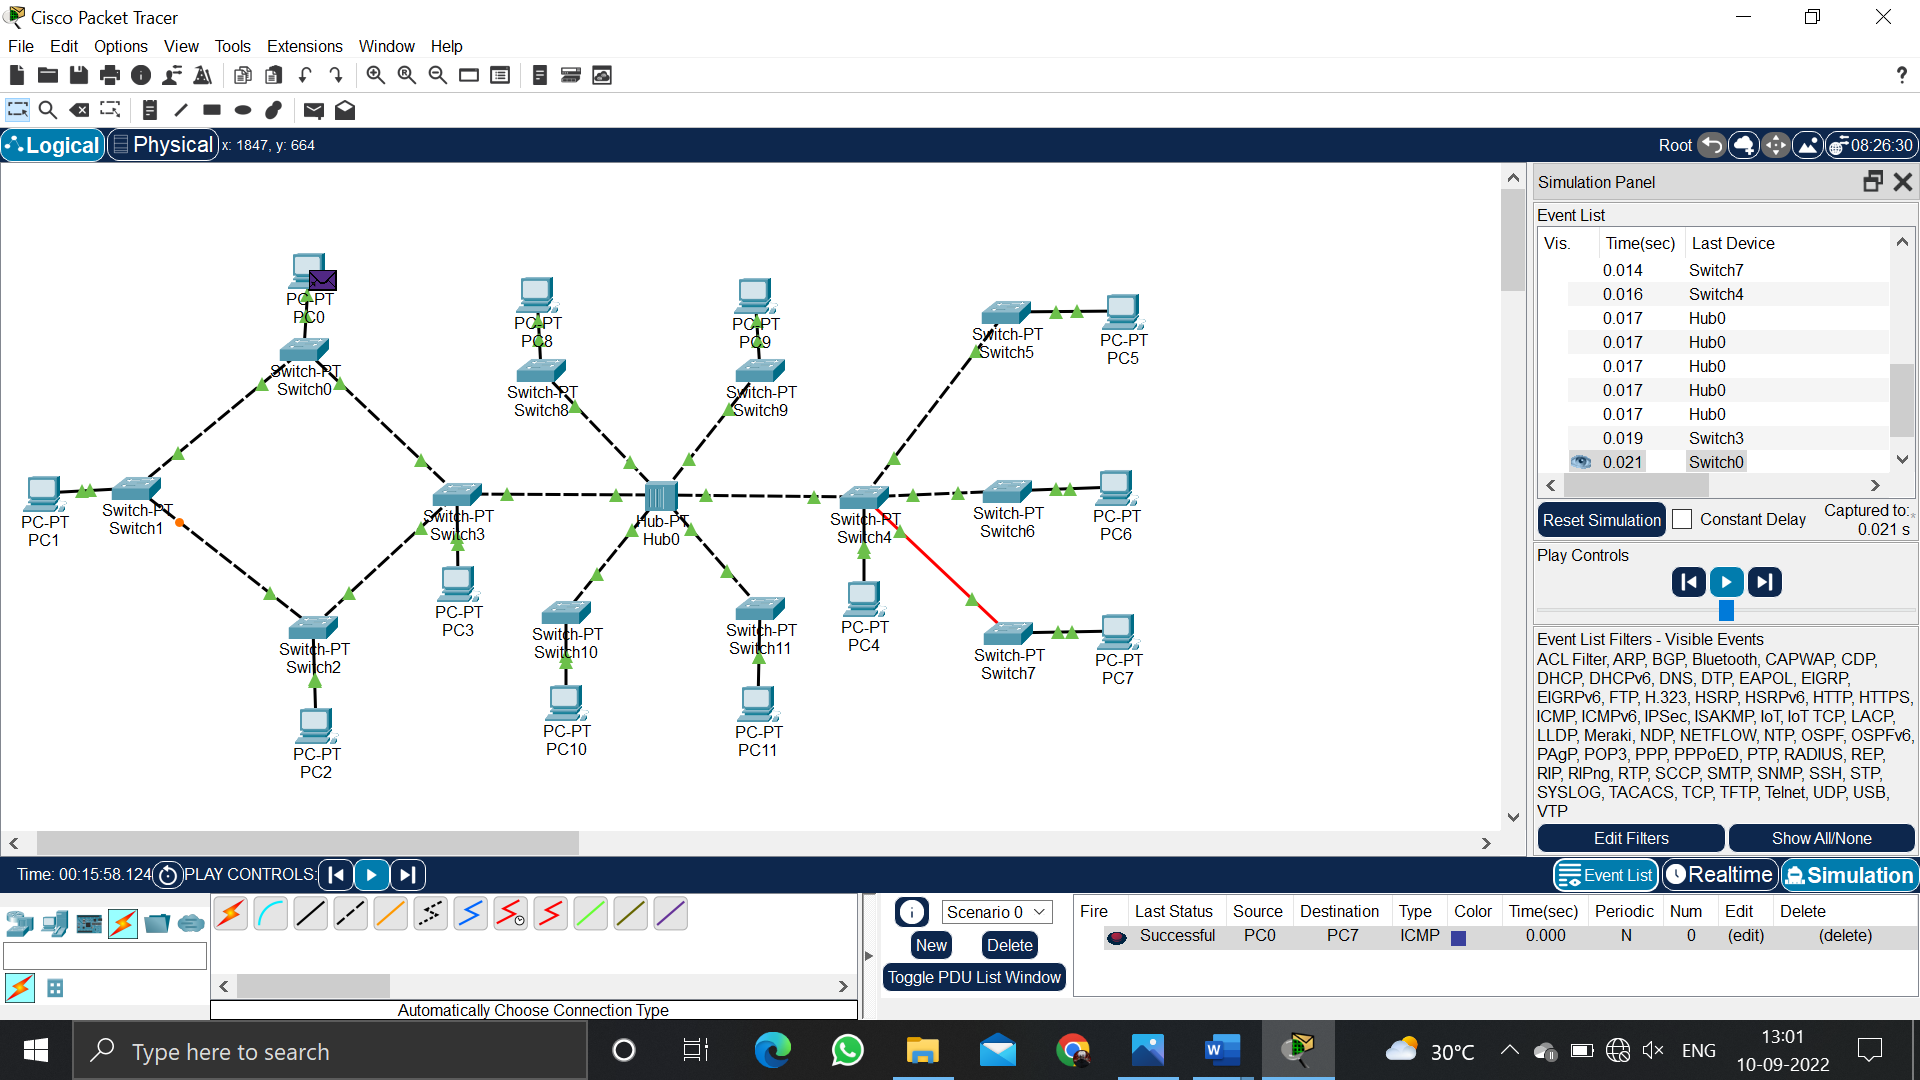 Cisco Packet Tracer
File Edit Options View Tools Extensions Window Help
?
Logical Physical x: 1847, y: 664 Root 08:26:30
PC-PT
PC0
Switch-PT
Switch0
PC-PT
PC1
Switch-PT
Switch1
Switch-PT
Switch2
PC-PT
PC2
Switch-PT
Switch3
PC-PT
PC3
PC-PT
PC8
Switch-PT
Switch8
PC-PT
PC9
Switch-PT
Switch9
Hub-PT
Hub0
Switch-PT
Switch10
PC-PT
PC10
Switch-PT
Switch11
PC-PT
PC11
Switch-PT
Switch4
PC-PT
PC4
Switch-PT
Switch5
PC-PT
PC5
Switch-PT
Switch6
PC-PT
PC6
Switch-PT
Switch7
PC-PT
PC7
Simulation Panel
Event List
Vis. Time(sec) Last Device
0.014 Switch7
0.016 Switch4
0.017 Hub0
0.017 Hub0
0.017 Hub0
0.017 Hub0
0.017 Hub0
0.019 Switch3
0.021 Switch0
Reset Simulation Constant Delay Captured to:
0.021 s
Play Controls
Event List Filters - Visible Events
ACL Filter, ARP, BGP, Bluetooth, CAPWAP, CDP,
DHCP, DHCPv6, DNS, DTP, EAPOL, EIGRP,
EIGRPv6, FTP, H.323, HSRP, HSRPv6, HTTP, HTTPS,
ICMP, ICMPv6, IPSec, ISAKMP, IoT, IoT TCP, LACP,
LLDP, Meraki, NDP, NETFLOW, NTP, OSPF, OSPFv6,
PAgP, POP3, PPP, PPPoED, PTP, RADIUS, REP,
RIP, RIPng, RTP, SCCP, SMTP, SNMP, SSH, STP,
SYSLOG, TACACS, TCP, TFTP, Telnet, UDP, USB,
VTP
Edit Filters Show All/None
Time: 00:15:58.124 PLAY CONTROLS: Event List Realtime Simulation
Automatically Choose Connection Type
Scenario 0
New Delete
Toggle PDU List Window
Fire Last Status Source Destination Type Color Time(sec) Periodic Num Edit Delete
Successful PC0 PC7 ICMP 0.000 N 0 (edit) (delete)
Type here to search
30°C ENG 13:01
10-09-2022